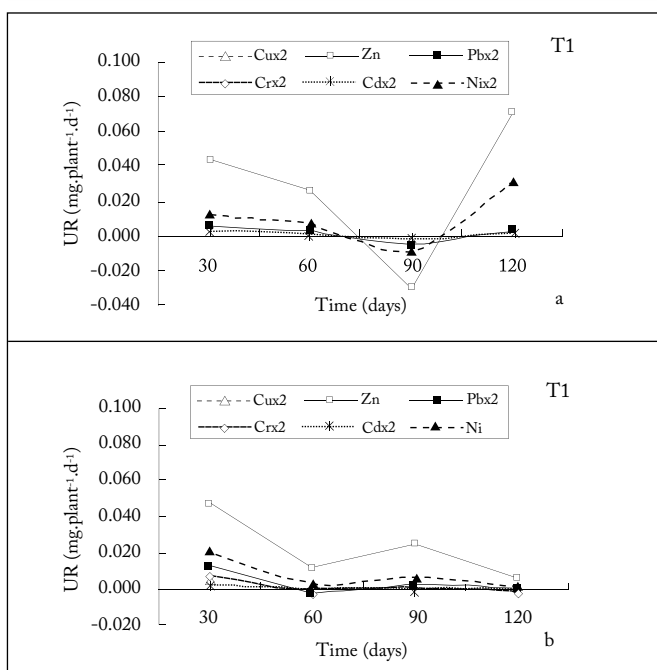 T1
Cux2 Zn Pbx2
Crx2 Cdx2 Nix2
0.100
0.080
0.060
0.040
0.020
0.000
-0.020
-0.040
UR (mg.plant⁻¹.d⁻¹)
30 60 90 120
Time (days)
a
T1
Cux2 Zn Pbx2
Crx2 Cdx2 Ni
0.100
0.080
0.060
0.040
0.020
0.000
-0.020
UR (mg.plant⁻¹.d⁻¹)
30 60 90 120
Time (days)
b